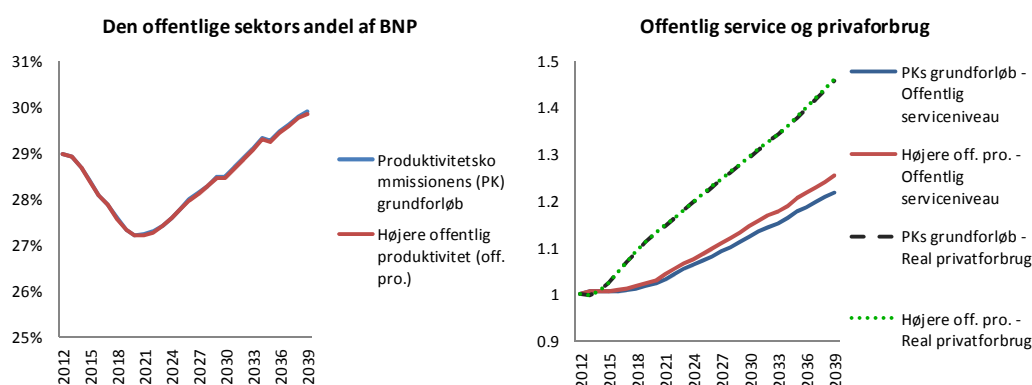 Den offentlige sektors andel af BNP
31%
30%
29%
28%
27%
26%
25%
2012
2015
2018
2021
2024
2027
2030
2033
2036
2039
Produktivitetsko
mmissionens (PK)
grundforløb
Højere offentlig
produktivitet (off.
pro.)
Offentlig service og privaforbrug
1.5
1.4
1.3
1.2
1.1
1
0.9
2012
2015
2018
2021
2024
2027
2030
2033
2036
2039
PKs grundforløb -
Offentlig
serviceniveau
Højere off. pro. -
Offentlig
serviceniveau
PKs grundforløb -
Real privatforbrug
Højere off. pro. -
Real privatforbrug